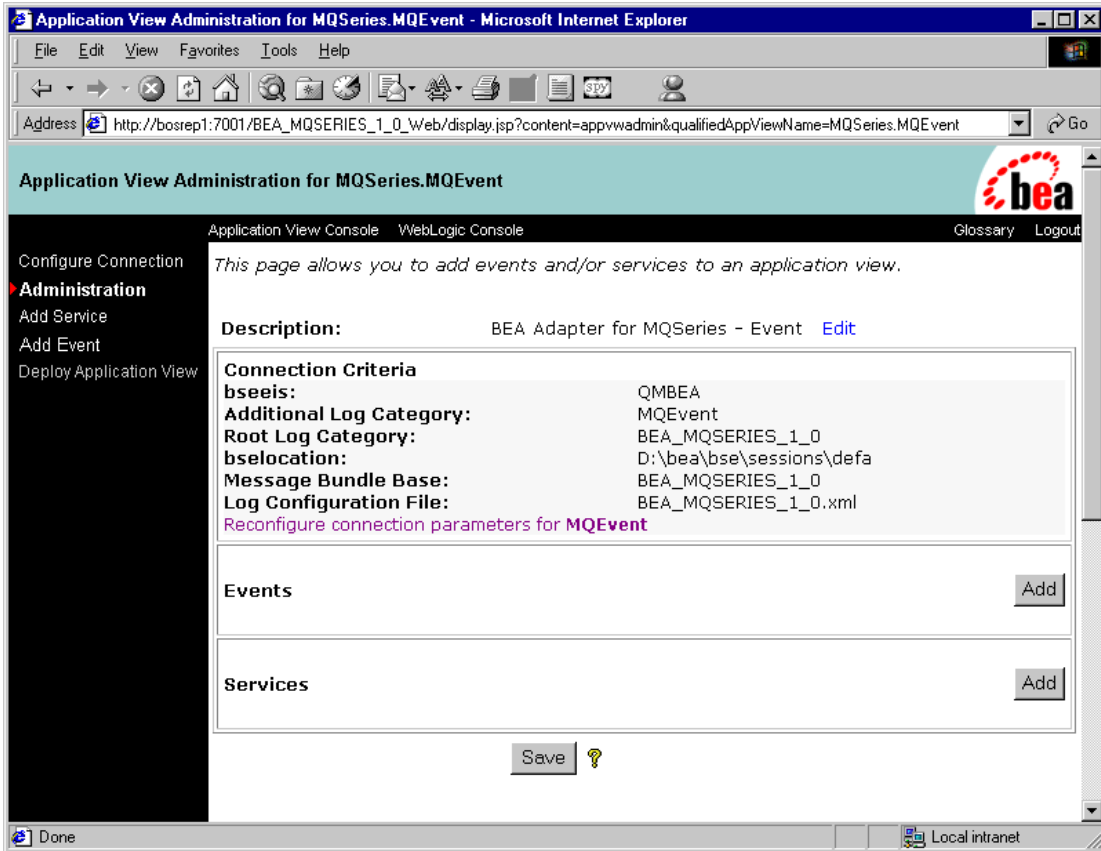 Application View Administration for MQSeries.MQEvent - Microsoft Internet Explorer
File Edit View Favorites Tools Help
SPY
Address http://bosrep1:7001/BEA_MQSERIES_1_0_Web/display.jsp?content=appvwadmin&qualifiedAppViewName=MQSeries.MQEvent Go
Application View Administration for MQSeries.MQEvent
bea
Application View Console WebLogic Console Glossary Logout
Configure Connection
Administration
Add Service
Add Event
Deploy Application View
This page allows you to add events and/or services to an application view.
Description: BEA Adapter for MQSeries - Event Edit
Connection Criteria
bseeis: QMBEA
Additional Log Category: MQEvent
Root Log Category: BEA_MQSERIES_1_0
bselocation: D:\bea\bse\sessions\defa
Message Bundle Base: BEA_MQSERIES_1_0
Log Configuration File: BEA_MQSERIES_1_0.xml
Reconfigure connection parameters for MQEvent
Events Add
Services Add
Save ?
Done Local intranet